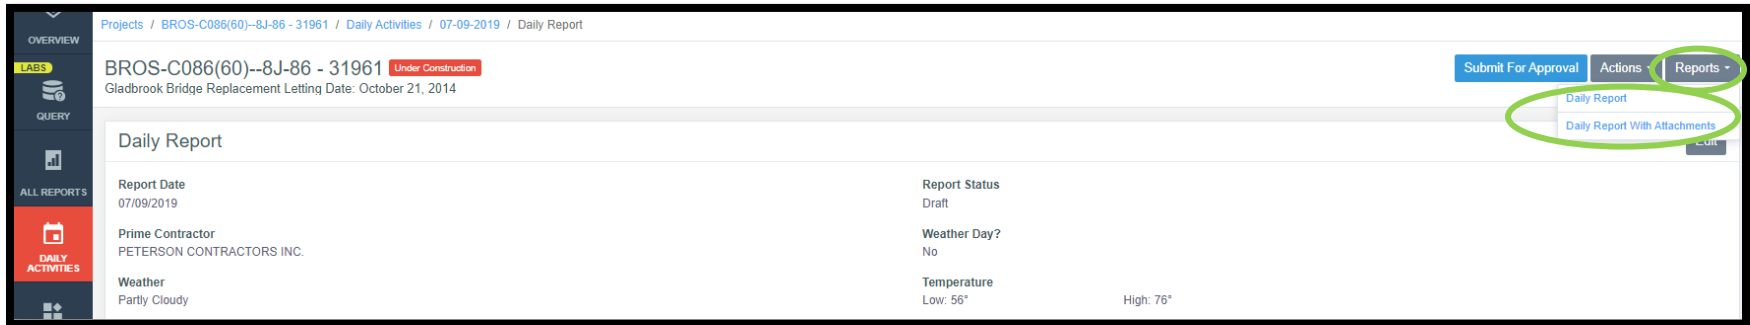 OVERVIEW
LABS
QUERY
ALL REPORTS
DAILY
ACTIVITIES
Projects / BROS-C086(60)--8J-86 - 31961 / Daily Activities / 07-09-2019 / Daily Report
BROS-C086(60)--8J-86 - 31961 Under Construction
Gladbrook Bridge Replacement Letting Date: October 21, 2014
Submit For Approval Actions Reports
Daily Report
Daily Report With Attachments
Edit
Daily Report
Report Date
07/09/2019
Report Status
Draft
Prime Contractor
PETERSON CONTRACTORS INC.
Weather Day?
No
Weather
Partly Cloudy
Temperature
Low: 56° High: 76°